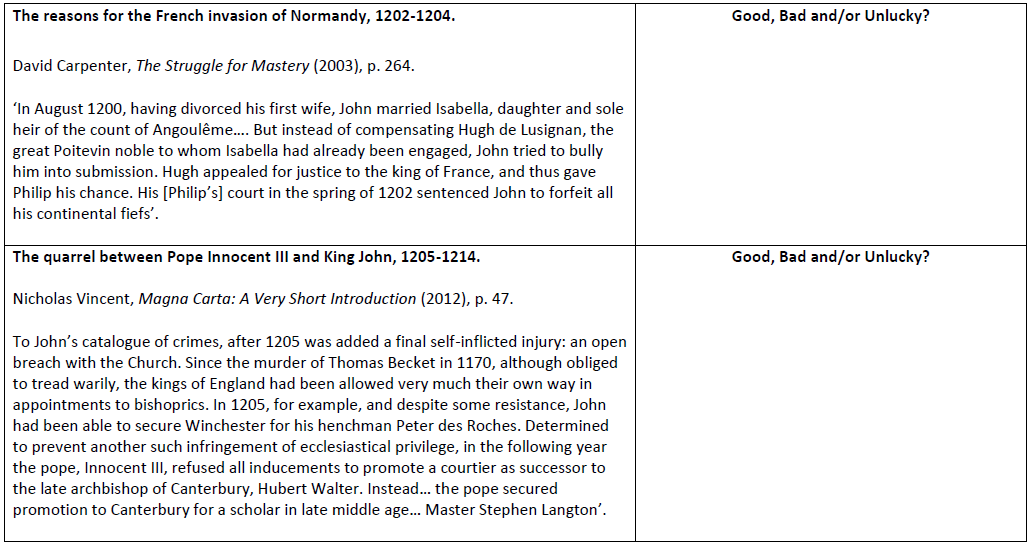 The reasons for the French invasion of Normandy, 1202-1204.
Good, Bad and/or Unlucky?
David Carpenter, The Struggle for Mastery (2003), p. 264.
‘In August 1200, having divorced his first wife, John married Isabella, daughter and sole
heir of the count of Angoulême…. But instead of compensating Hugh de Lusignan, the
great Poitevin noble to whom Isabella had already been engaged, John tried to bully
him into submission. Hugh appealed for justice to the king of France, and thus gave
Philip his chance. His [Philip’s] court in the spring of 1202 sentenced John to forfeit all
his continental fiefs’.
The quarrel between Pope Innocent III and King John, 1205-1214.
Good, Bad and/or Unlucky?
Nicholas Vincent, Magna Carta: A Very Short Introduction (2012), p. 47.
To John’s catalogue of crimes, after 1205 was added a final self-inflicted injury: an open
breach with the Church. Since the murder of Thomas Becket in 1170, although obliged
to tread warily, the kings of England had been allowed very much their own way in
appointments to bishoprics. In 1205, for example, and despite some resistance, John
had been able to secure Winchester for his henchman Peter des Roches. Determined
to prevent another such infringement of ecclesiastical privilege, in the following year
the pope, Innocent III, refused all inducements to promote a courtier as successor to
the late archbishop of Canterbury, Hubert Walter. Instead… the pope secured
promotion to Canterbury for a scholar in late middle age… Master Stephen Langton’.